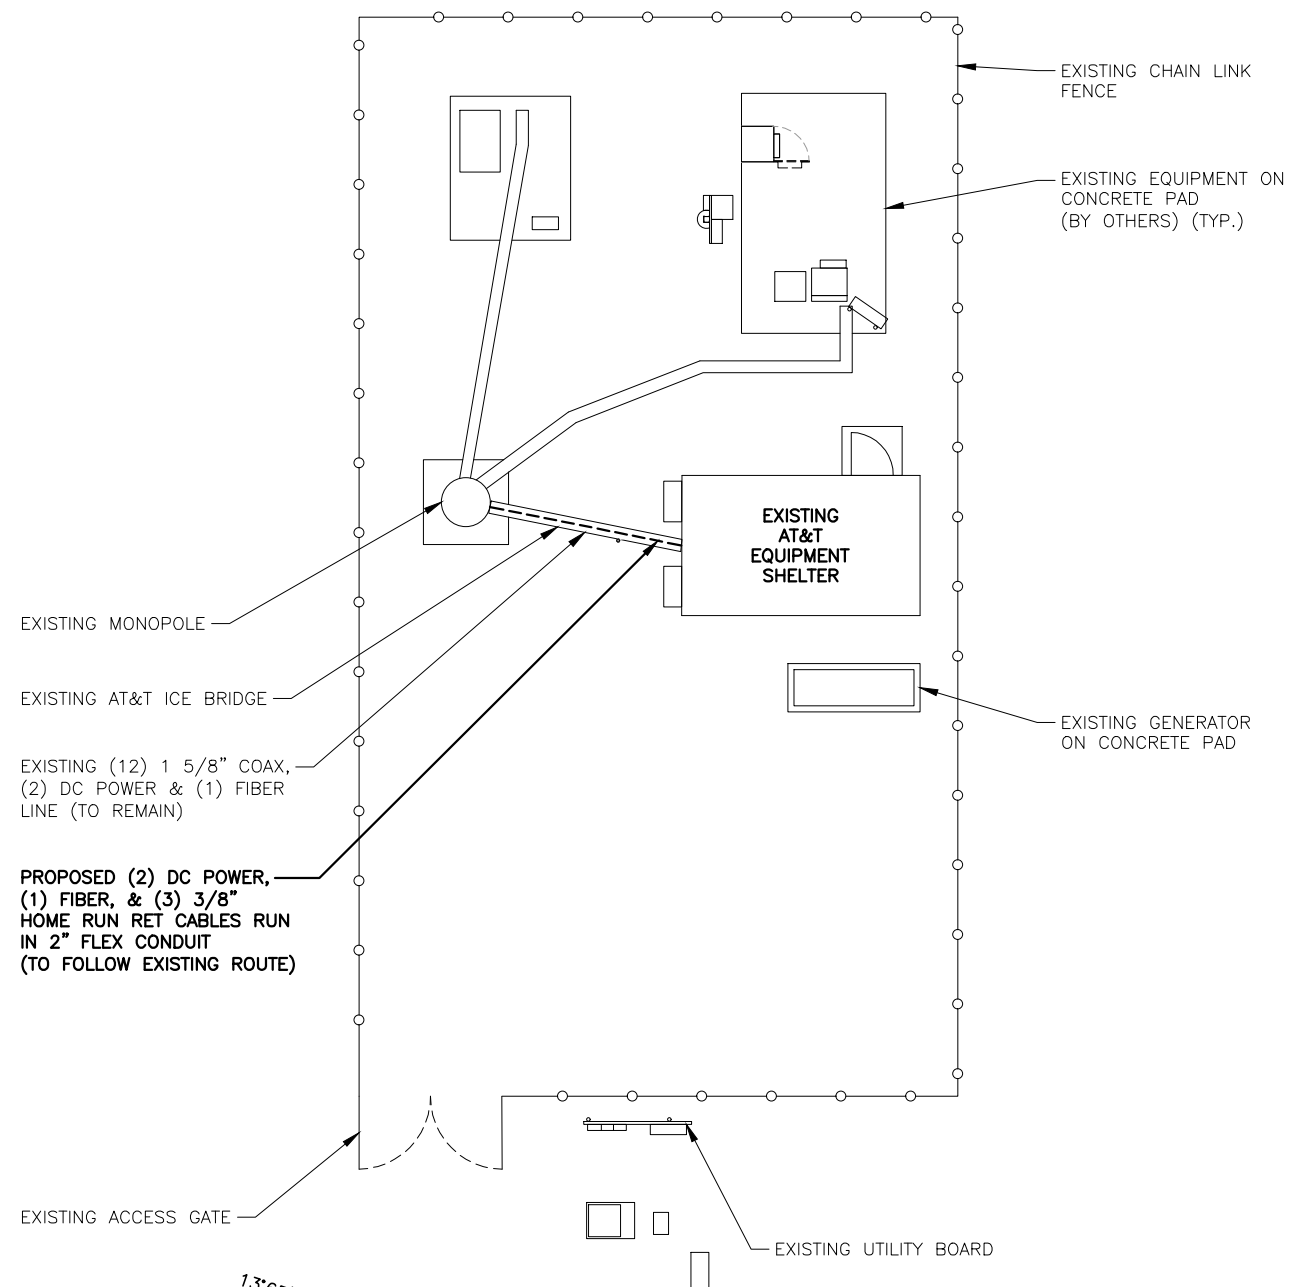 EXISTING CHAIN LINK
FENCE
EXISTING EQUIPMENT ON
CONCRETE PAD
(BY OTHERS) (TYP.)
EXISTING
AT&T
EQUIPMENT
SHELTER
EXISTING MONOPOLE
EXISTING AT&T ICE BRIDGE
EXISTING GENERATOR
ON CONCRETE PAD
EXISTING (12) 1 5/8" COAX,
(2) DC POWER & (1) FIBER
LINE (TO REMAIN)
PROPOSED (2) DC POWER,
(1) FIBER, & (3) 3/8"
HOME RUN RET CABLES RUN
IN 2" FLEX CONDUIT
(TO FOLLOW EXISTING ROUTE)
EXISTING ACCESS GATE
EXISTING UTILITY BOARD